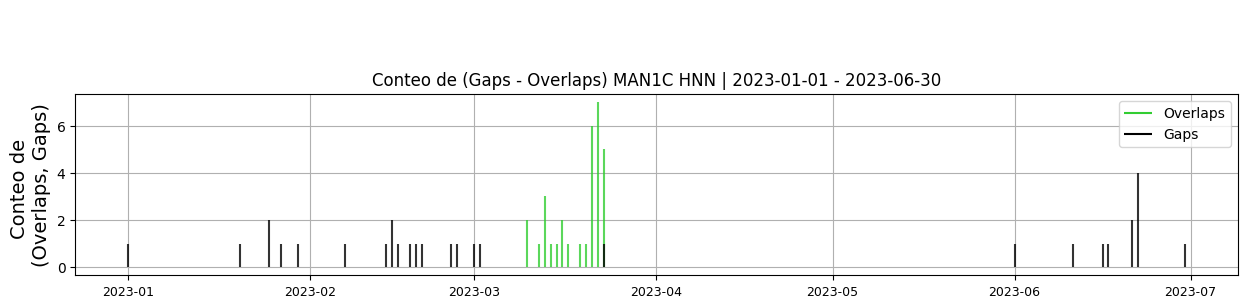 Conteo de (Gaps - Overlaps) MAN1C HNN | 2023-01-01 - 2023-06-30
Conteo de
(Overlaps, Gaps)
6
4
2
0
Overlaps
Gaps
2023-01
2023-02
2023-03
2023-04
2023-05
2023-06
2023-07